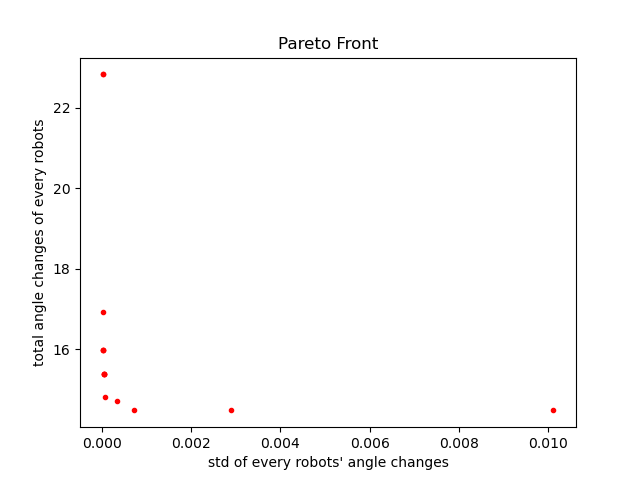 Pareto Front
total angle changes of every robots
22
20
18
16
0.000 0.002 0.004 0.006 0.008 0.010
std of every robots' angle changes